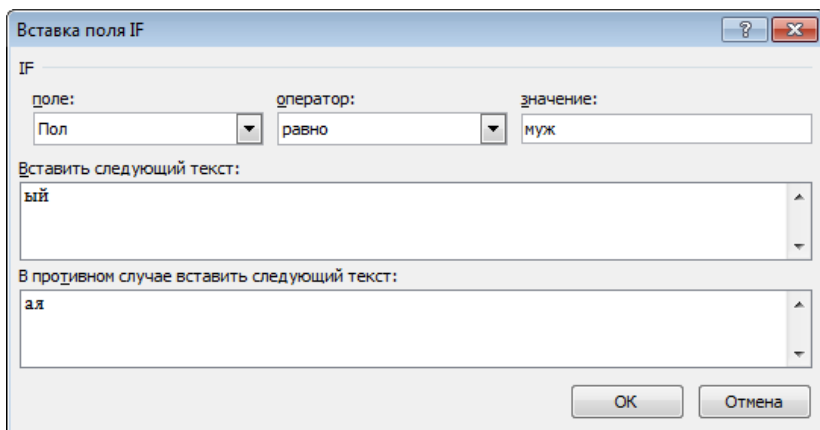 Вставка поля IF
IF
поле: оператор: значение:
Пол равно муж
Вставить следующий текст:
ый
В противном случае вставить следующий текст:
ая
ОК Отмена